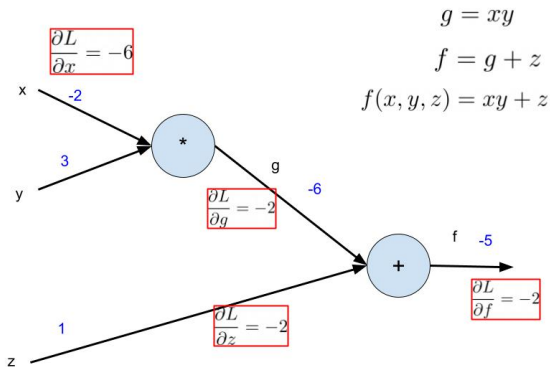 g = xy
∂L/∂x = −6
f = g + z
x
-2
f(x, y, z) = xy + z
*
3
y
g
-6
∂L/∂g = −2
f
-5
+
∂L/∂f = −2
∂L/∂z = −2
1
z